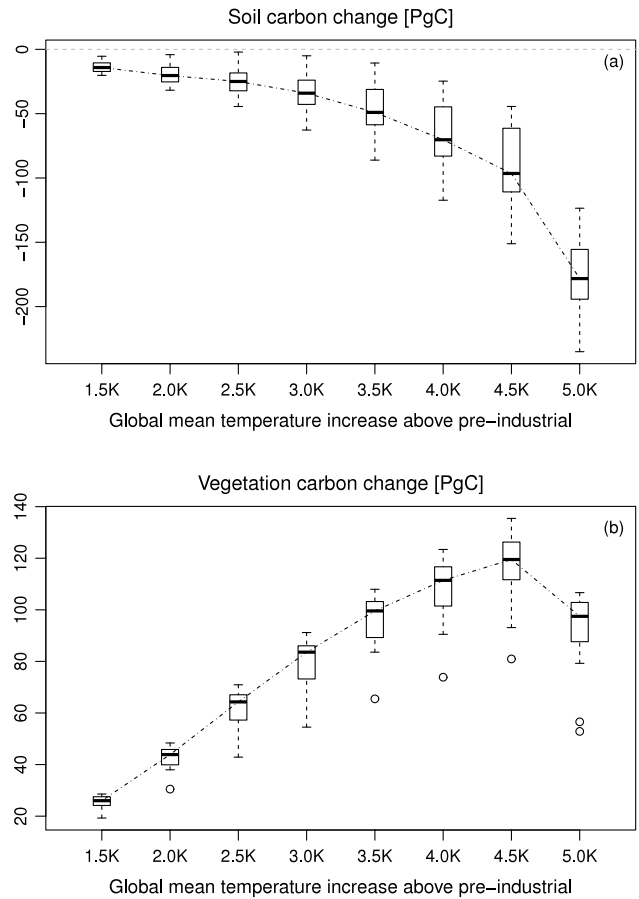 Soil carbon change [PgC]
(a)
0
−50
−100
−150
−200
1.5K 2.0K 2.5K 3.0K 3.5K 4.0K 4.5K 5.0K
Global mean temperature increase above pre−industrial
Vegetation carbon change [PgC]
(b)
140
120
100
80
60
40
20
1.5K 2.0K 2.5K 3.0K 3.5K 4.0K 4.5K 5.0K
Global mean temperature increase above pre−industrial